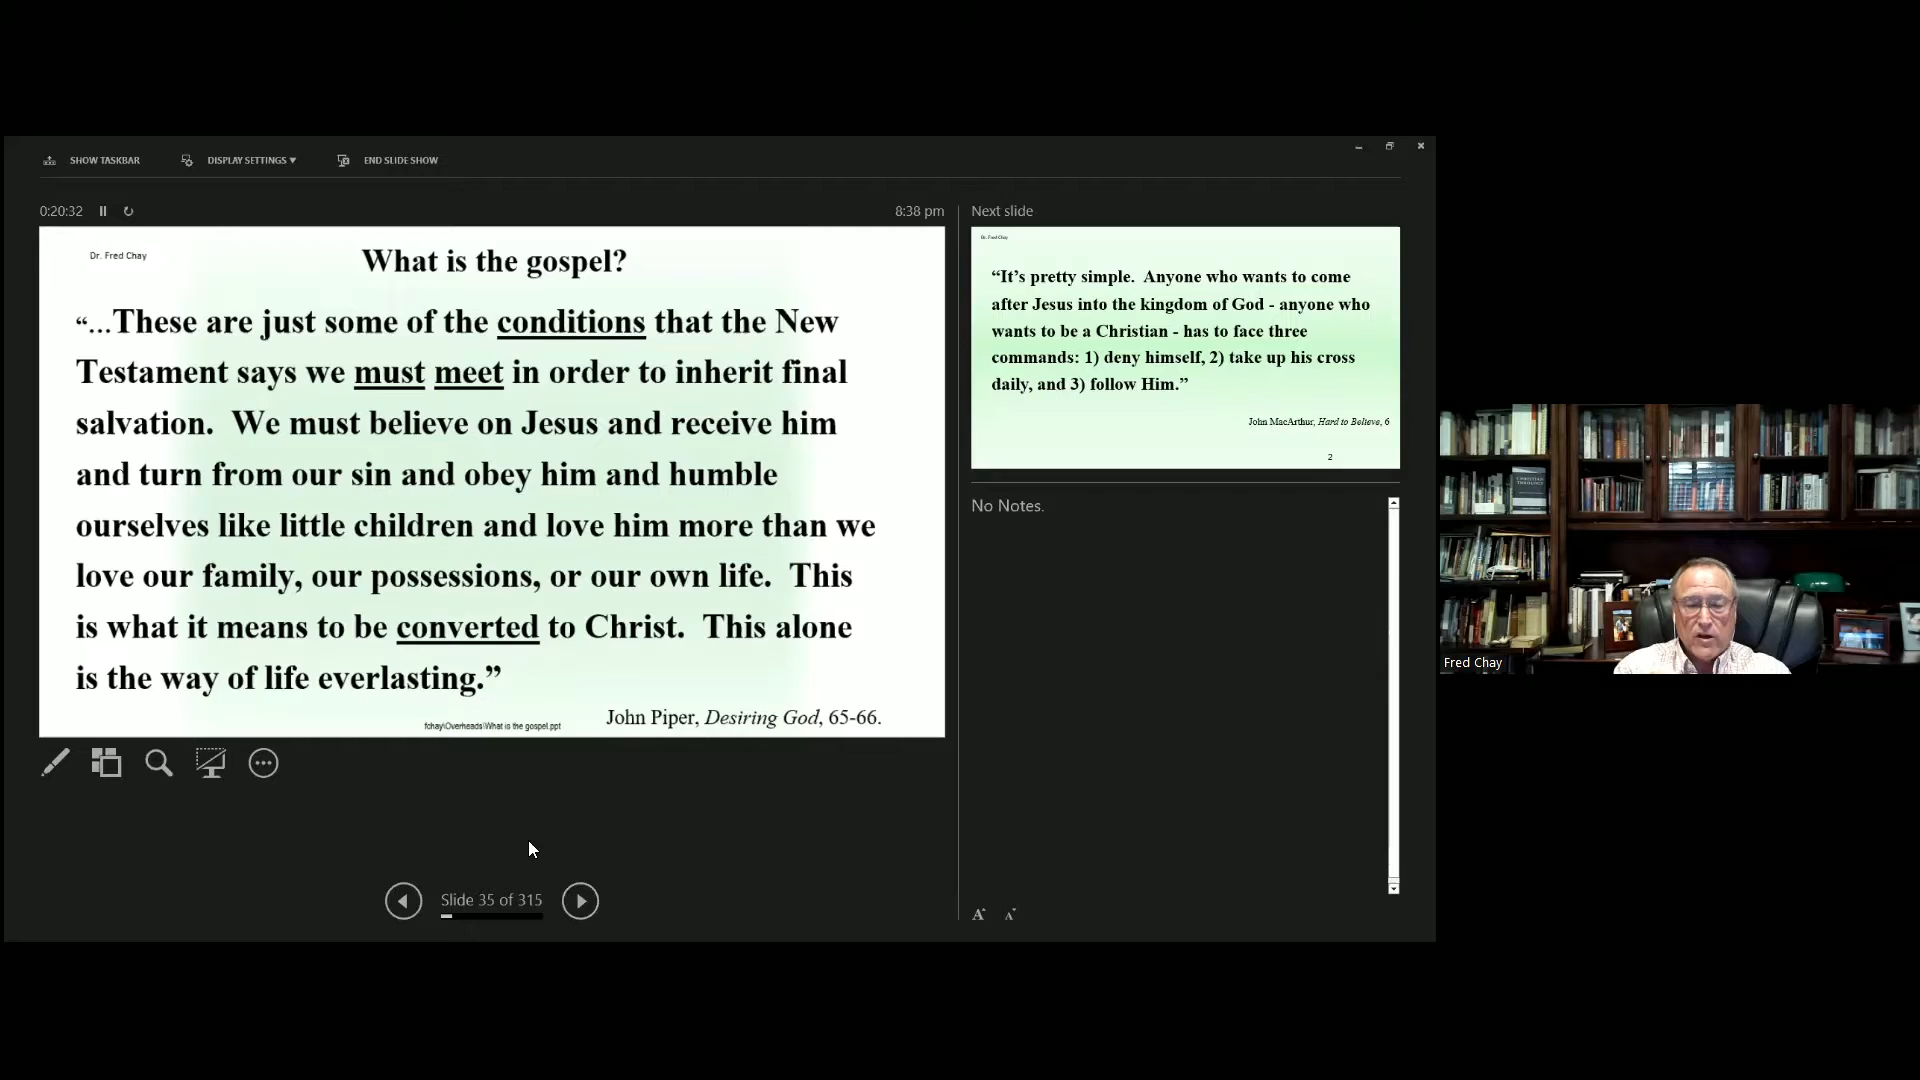 SHOW TASKBAR
DISPLAY SETTINGS ▾
END SLIDE SHOW
0:20:32
8:38 pm
Dr. Fred Chay
What is the gospel?
“...These are just some of the conditions that the New
Testament says we must meet in order to inherit final
salvation. We must believe on Jesus and receive him
and turn from our sin and obey him and humble
ourselves like little children and love him more than we
love our family, our possessions, or our own life. This
is what it means to be converted to Christ. This alone
is the way of life everlasting.”
John Piper, Desiring God, 65-66.
fchay\Overheads\What is the gospel.ppt
Slide 35 of 315
Next slide
Dr. Fred Chay
“It’s pretty simple. Anyone who wants to come
after Jesus into the kingdom of God - anyone who
wants to be a Christian - has to face three
commands: 1) deny himself, 2) take up his cross
daily, and 3) follow Him.”
John MacArthur, Hard to Believe, 6
2
No Notes.
A A
CHRISTIAN
THEOLOGY
Fred Chay